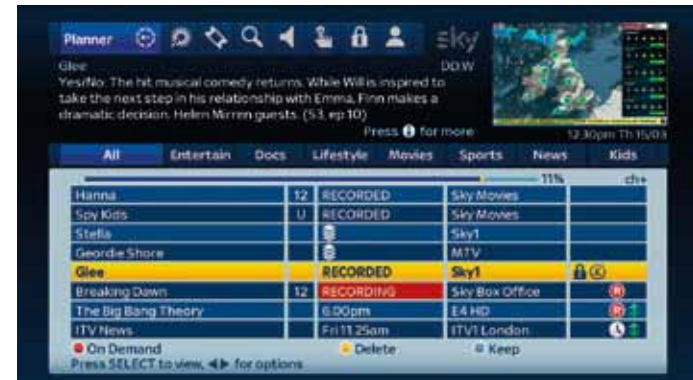 Planner
sky
Glee
DD W
Yes/No. The hit musical comedy returns. While Will is inspired to
take the next step in his relationship with Emma, Finn makes a
dramatic decision. Helen Mirren guests. (S3, ep 10)
Press i for more
12.30pm Th 15/03
All Entertain Docs Lifestyle Movies Sports News Kids
11% ch+
Hanna 12 RECORDED Sky Movies
Spy Kids U RECORDED Sky Movies
Stella Sky1
Geordie Shore MTV
Glee RECORDED Sky1 K
Breaking Dawn 12 RECORDING Sky Box Office R
The Big Bang Theory 6.00pm E4 HD R
ITV News Fri 11.25am ITV1 London
On Demand Delete Keep
Press SELECT to view, ◄► for options